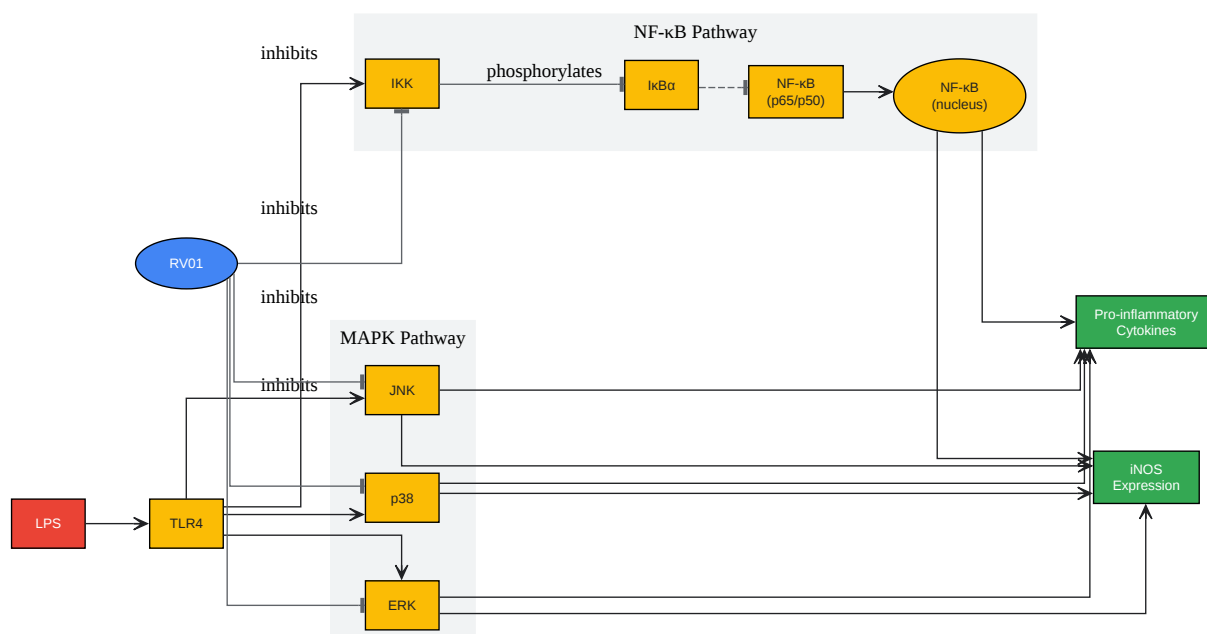 NF-κB Pathway
inhibits
phosphorylates
IKK
IκBα
NF-κB
(p65/p50)
NF-κB
(nucleus)
inhibits
RV01
inhibits
Pro-inflammatory
Cytokines
MAPK Pathway
inhibits
JNK
iNOS
Expression
p38
LPS
TLR4
ERK